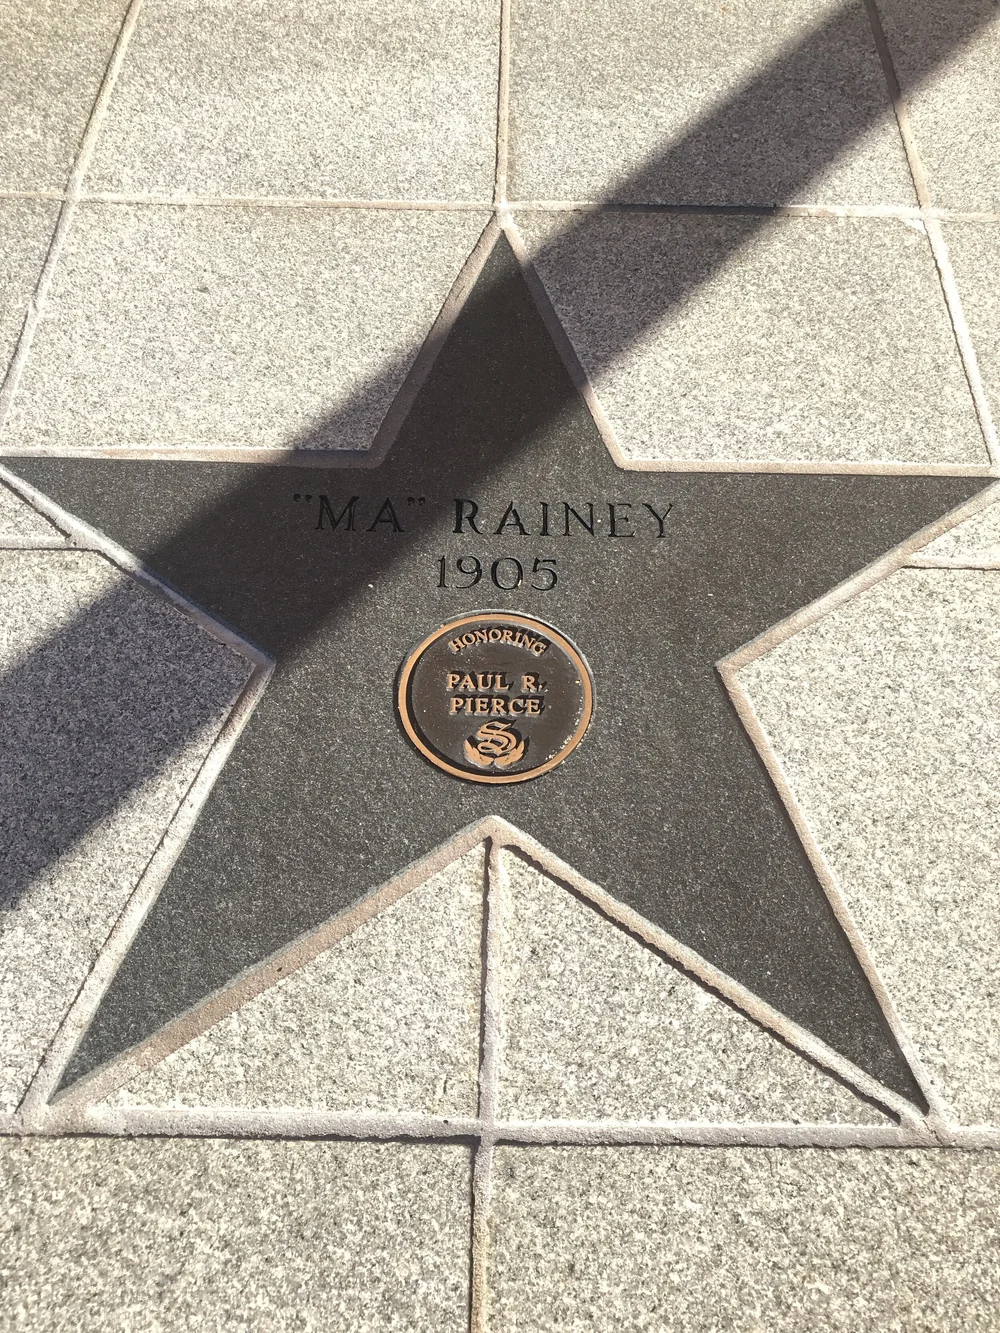 "MA" RAINEY
1905
HONORING
PAUL R.
PIERCE
S